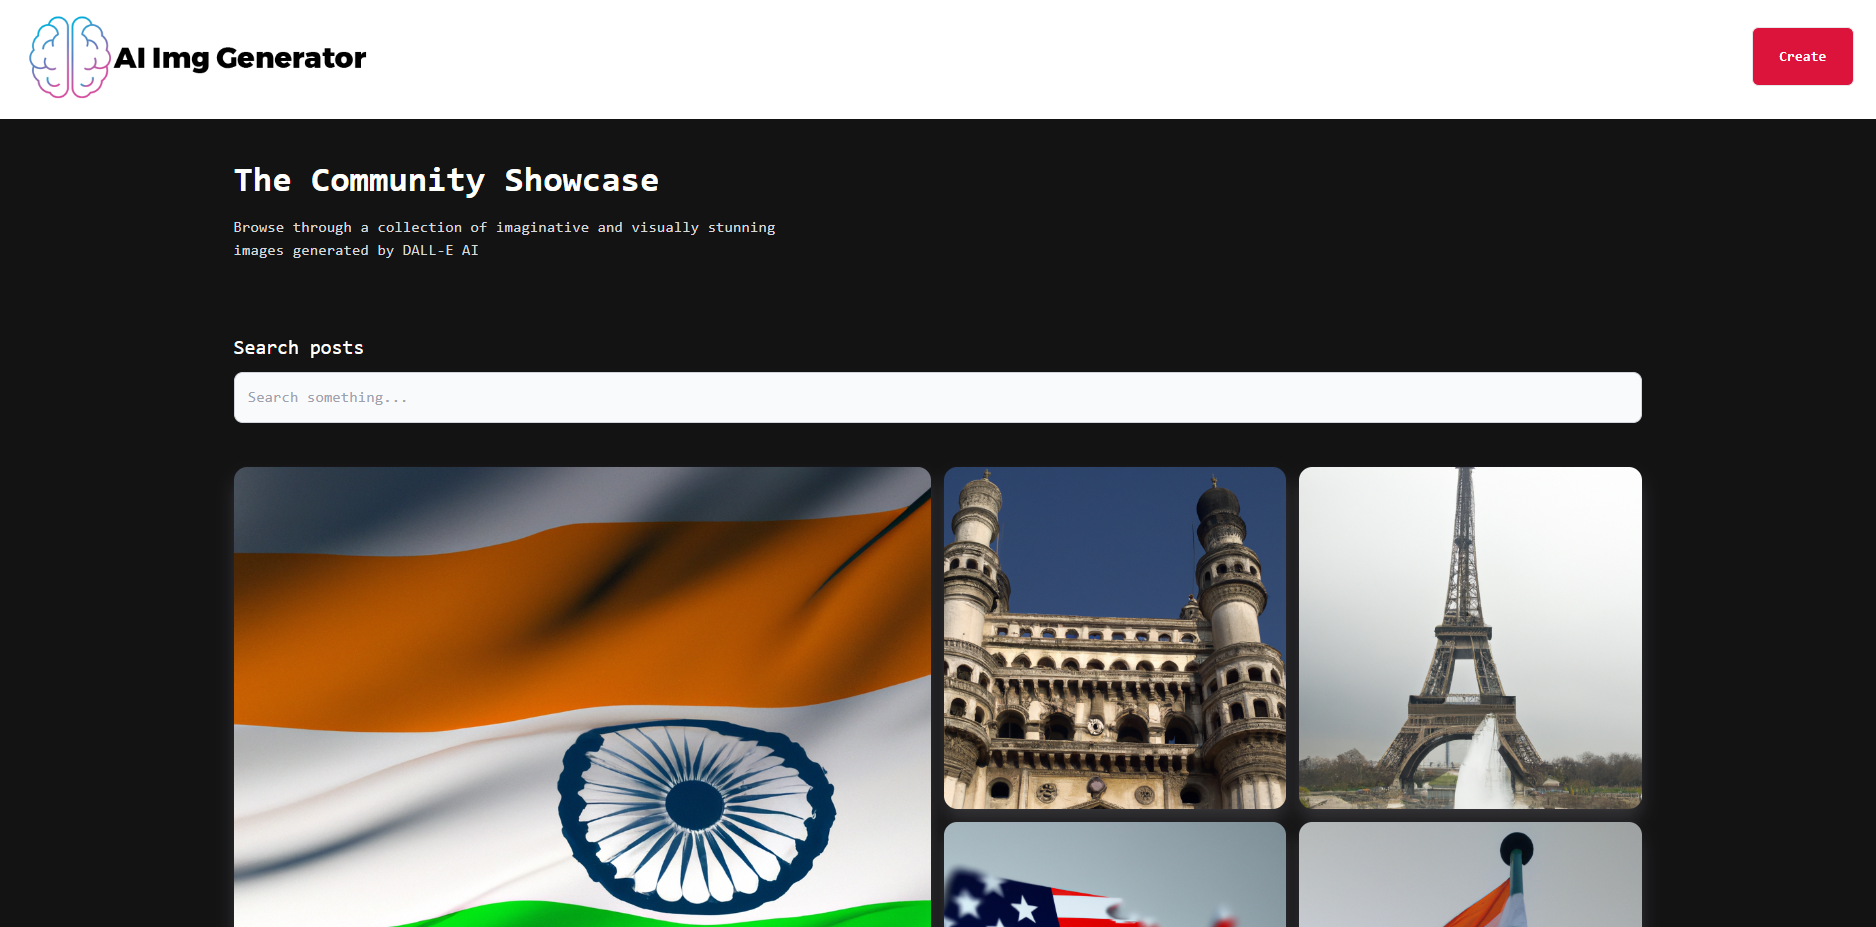 AI Img Generator
Create
The Community Showcase
Browse through a collection of imaginative and visually stunning
images generated by DALL-E AI
Search posts
Search something...